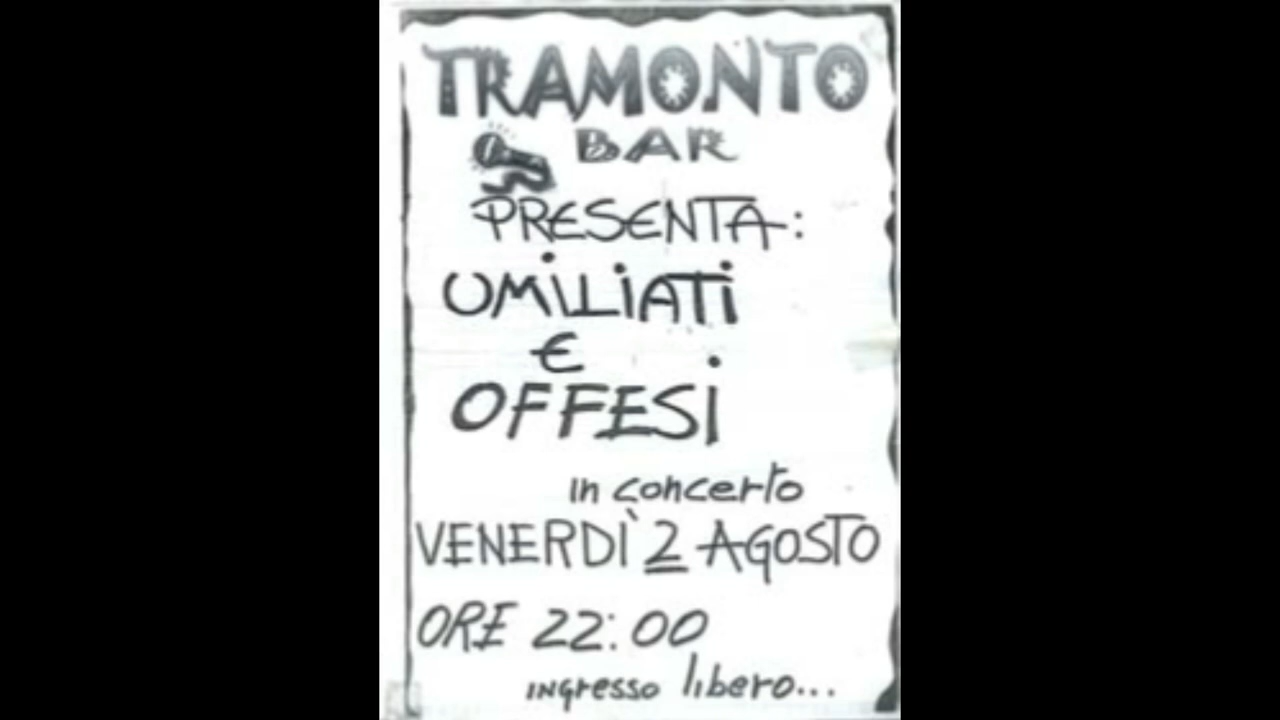 TRAMONTO
BAR
PRESENTA:
UMiLiATi
E
OFFESi
in concerto
VENERDÌ 2 AGOSTO
ORE 22:00
ingresso libero...